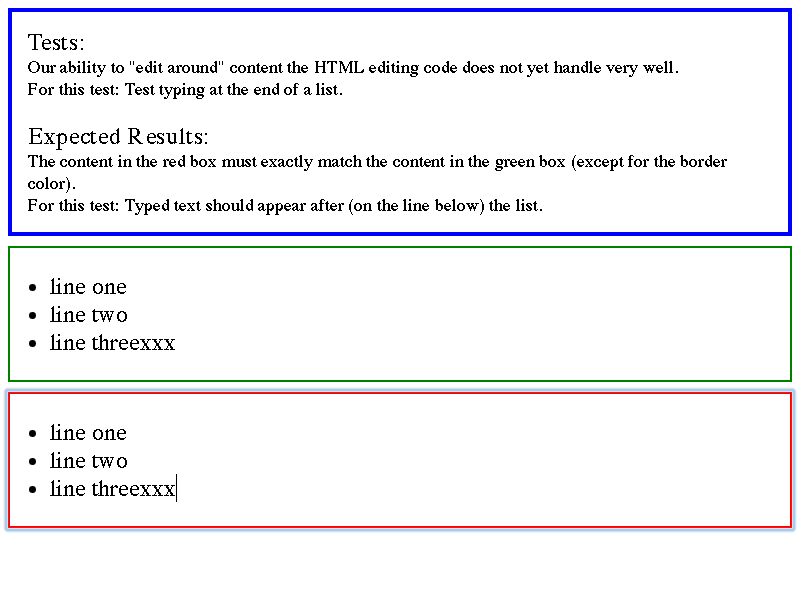 Tests:
Our ability to "edit around" content the HTML editing code does not yet handle very well.
For this test: Test typing at the end of a list.
Expected Results:
The content in the red box must exactly match the content in the green box (except for the border
color).
For this test: Typed text should appear after (on the line below) the list.
• line one
• line two
• line threexxx
• line one
• line two
• line threexxx